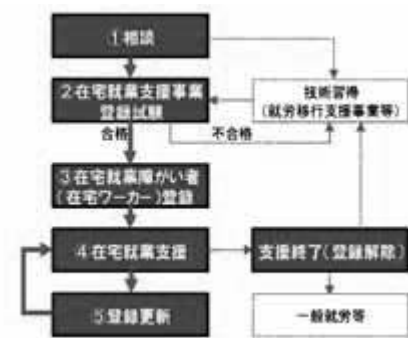 1相談
2在宅就業支援事業
登録試験
技術習得
(就労移行支援事業等)
合格
不合格
3在宅就業障がい者
(在宅ワーカー)登録
4在宅就業支援
支援終了(登録解除)
5登録更新
一般就労等